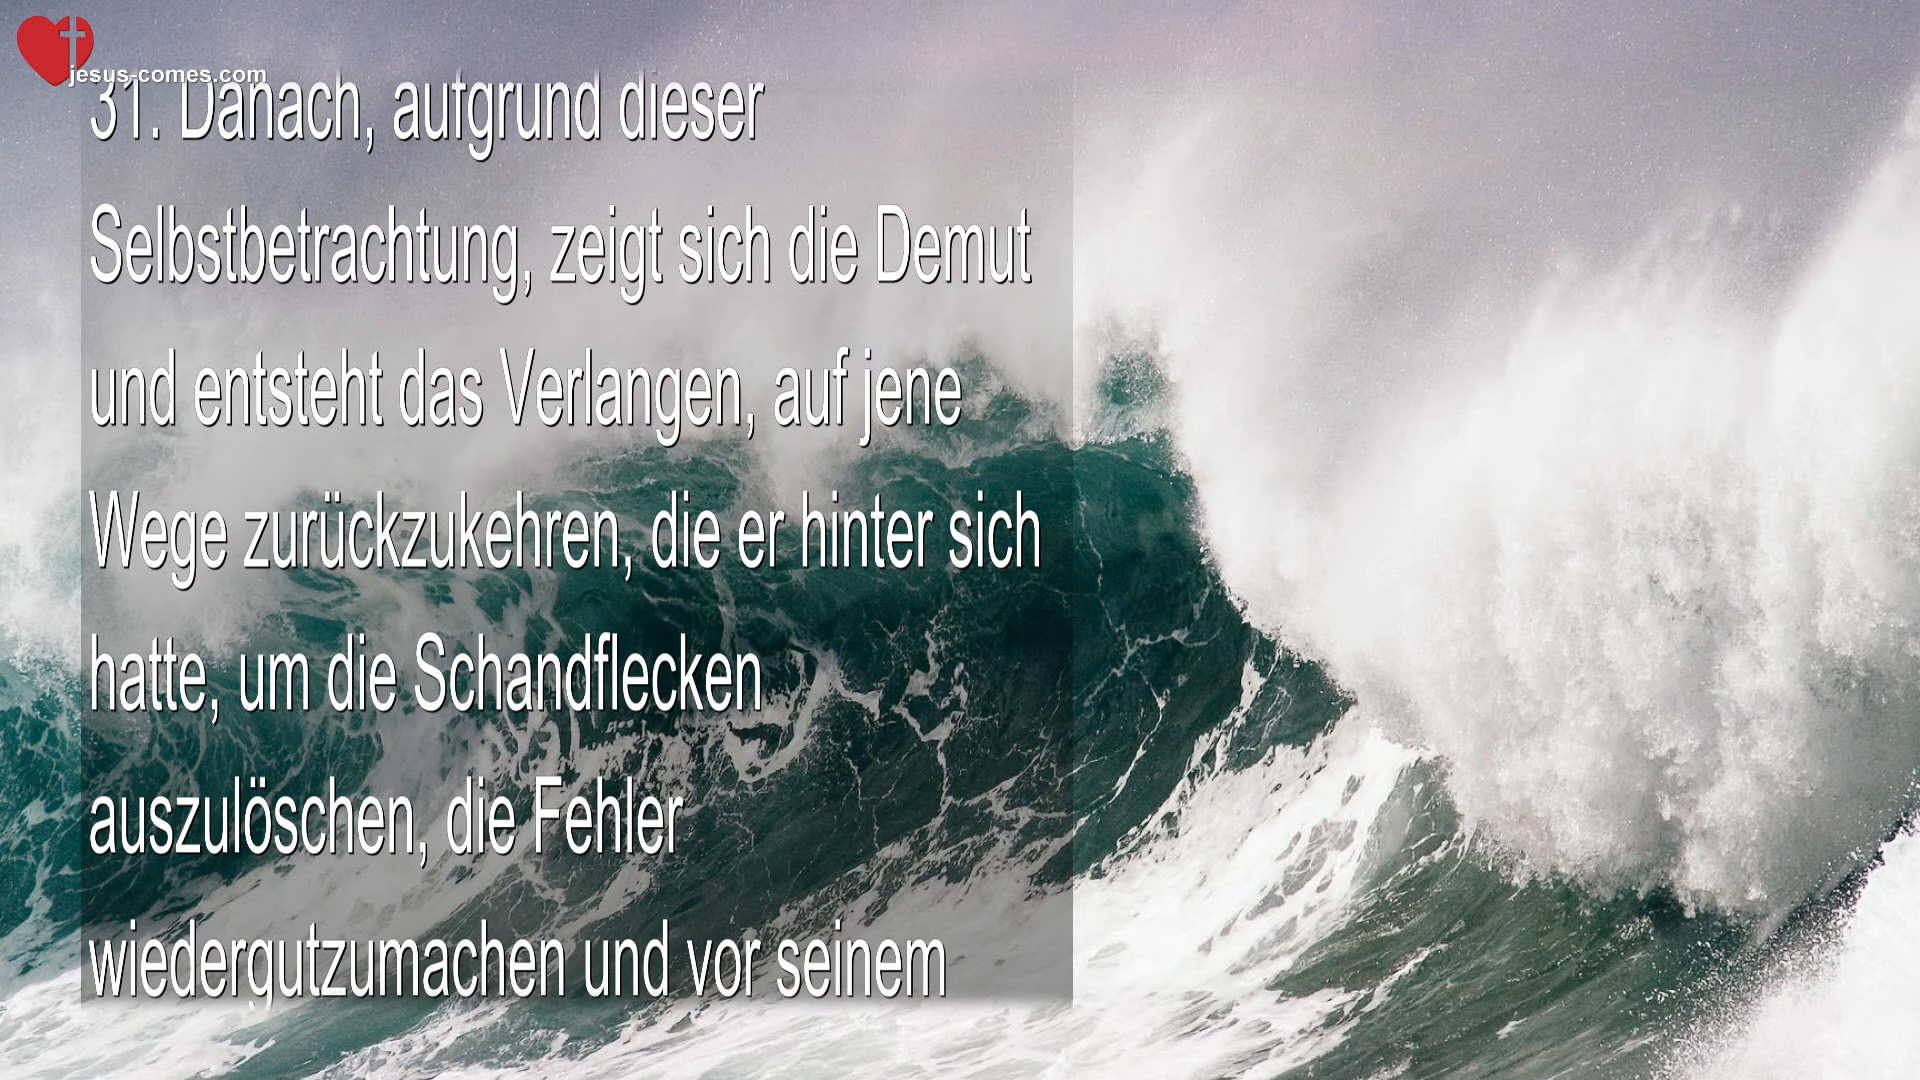 jesus-comes.com
31. Danach, aufgrund dieser
Selbstbetrachtung, zeigt sich die Demut
und entsteht das Verlangen, auf jene
Wege zurückzukehren, die er hinter sich
hatte, um die Schandflecken
auszulöschen, die Fehler
wiedergutzumachen und vor seinem